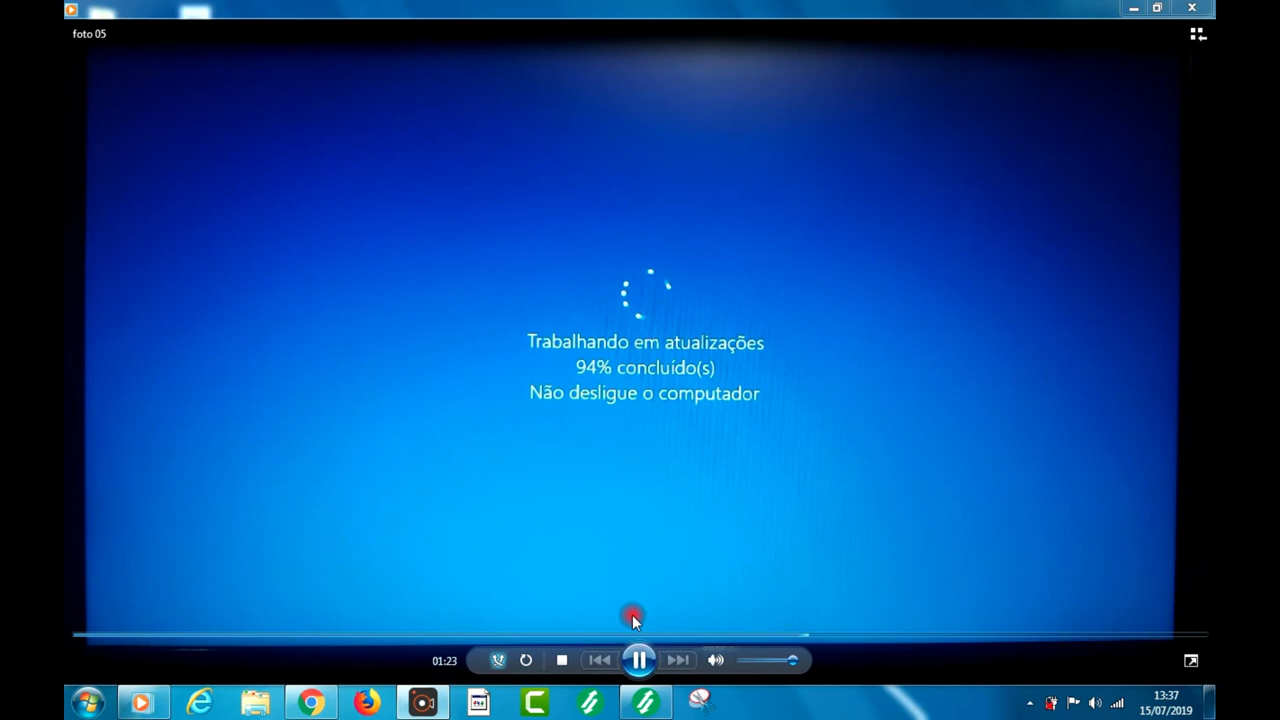 foto 05
Trabalhando em atualizações
94% concluído(s)
Não desligue o computador
01:23
13:37
15/07/2019